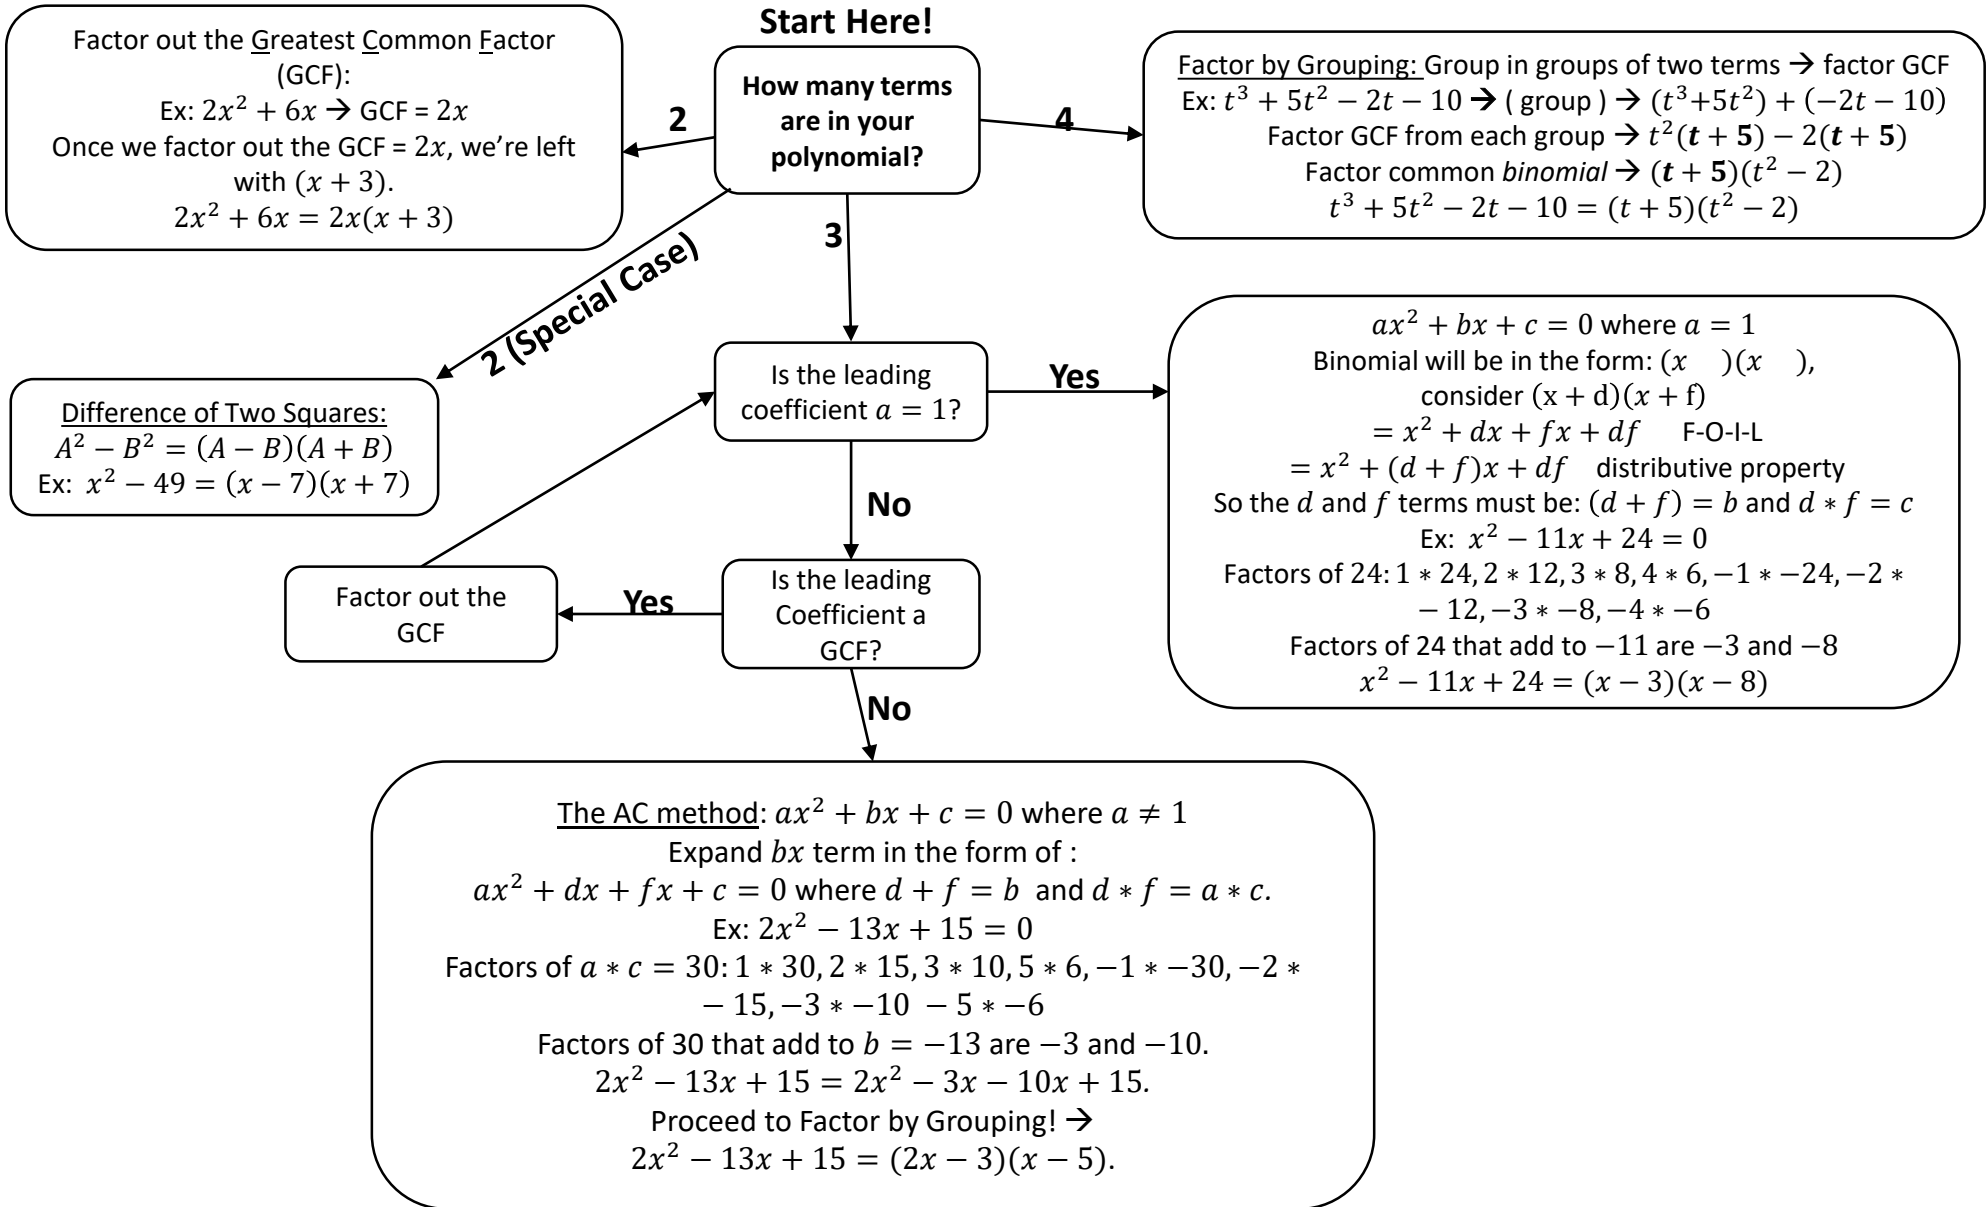 Start Here!
How many terms
are in your
polynomial?
2
Factor out the Greatest Common Factor
(GCF):
Ex: 2x² + 6x → GCF = 2x
Once we factor out the GCF = 2x, we're left
with (x + 3).
2x² + 6x = 2x(x + 3)
4
Factor by Grouping: Group in groups of two terms → factor GCF
Ex: t³ + 5t² − 2t − 10 → ( group ) → (t³+5t²) + (−2t − 10)
Factor GCF from each group → t²(t + 5) − 2(t + 5)
Factor common binomial → (t + 5)(t² − 2)
t³ + 5t² − 2t − 10 = (t + 5)(t² − 2)
2 (Special Case)
Difference of Two Squares:
A² − B² = (A − B)(A + B)
Ex: x² − 49 = (x − 7)(x + 7)
3
Is the leading
coefficient a = 1?
Yes
ax² + bx + c = 0 where a = 1
Binomial will be in the form: (x    )(x    ),
consider (x + d)(x + f)
= x² + dx + fx + df    F-O-I-L
= x² + (d + f)x + df   distributive property
So the d and f terms must be: (d + f) = b and d * f = c
Ex: x² − 11x + 24 = 0
Factors of 24: 1 * 24, 2 * 12, 3 * 8, 4 * 6, −1 * −24, −2 *
− 12, −3 * −8, −4 * −6
Factors of 24 that add to −11 are −3 and −8
x² − 11x + 24 = (x − 3)(x − 8)
No
Is the leading
Coefficient a
GCF?
Yes
Factor out the
GCF
No
The AC method: ax² + bx + c = 0 where a ≠ 1
Expand bx term in the form of :
ax² + dx + fx + c = 0 where d + f = b and d * f = a * c.
Ex: 2x² − 13x + 15 = 0
Factors of a * c = 30: 1 * 30, 2 * 15, 3 * 10, 5 * 6, −1 * −30, −2 *
− 15, −3 * −10 − 5 * −6
Factors of 30 that add to b = −13 are −3 and −10.
2x² − 13x + 15 = 2x² − 3x − 10x + 15.
Proceed to Factor by Grouping! →
2x² − 13x + 15 = (2x − 3)(x − 5).